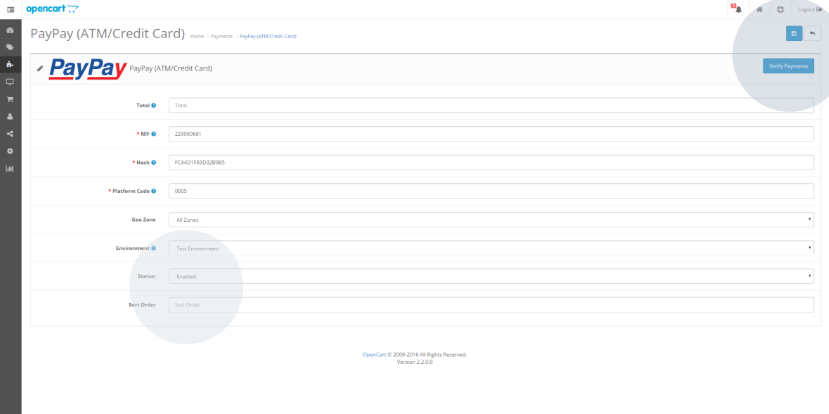 opencart
Logout
PayPay (ATM/Credit Card)
Home / Payments / PayPay (ATM/Credit Card)
PayPay PayPay (ATM/Credit Card)
Verify Payments
Total
Total
* NIF
229000681
* Hash
* Platform Code
0005
Geo Zone
All Zones
Environment
Test Environment
Status:
Enabled
Sort Order
Sort Order
OpenCart © 2009-2016 All Rights Reserved.
Version 2.2.0.0